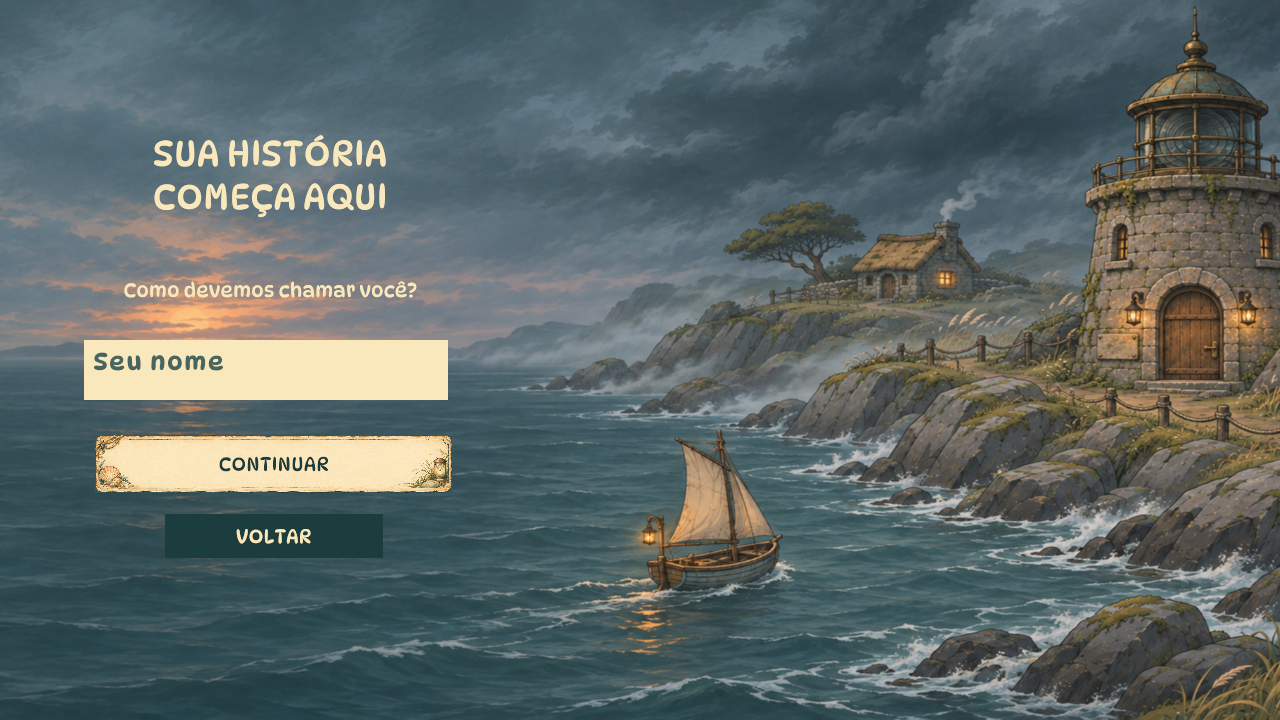 SUA HISTÓRIA
COMEÇA AQUI
Como devemos chamar você?
Seu nome
CONTINUAR
VOLTAR